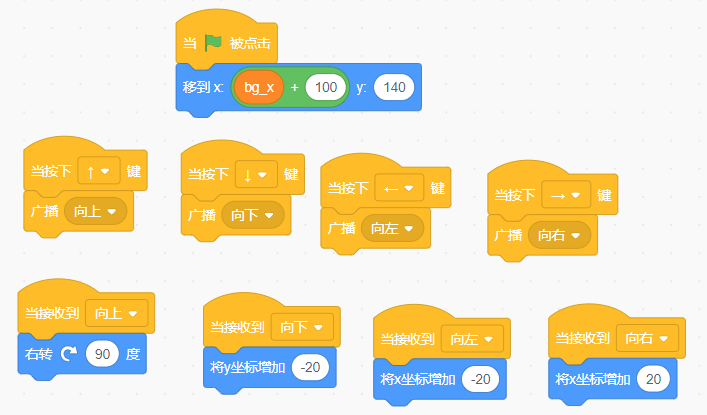 当 被点击
移到 x: bg_x + 100 y: 140
当按下 ↑ 键
广播 向上
当按下 ↓ 键
广播 向下
当按下 ← 键
广播 向左
当按下 → 键
广播 向右
当接收到 向上
右转 90 度
当接收到 向下
将y坐标增加 -20
当接收到 向左
将x坐标增加 -20
当接收到 向右
将x坐标增加 20